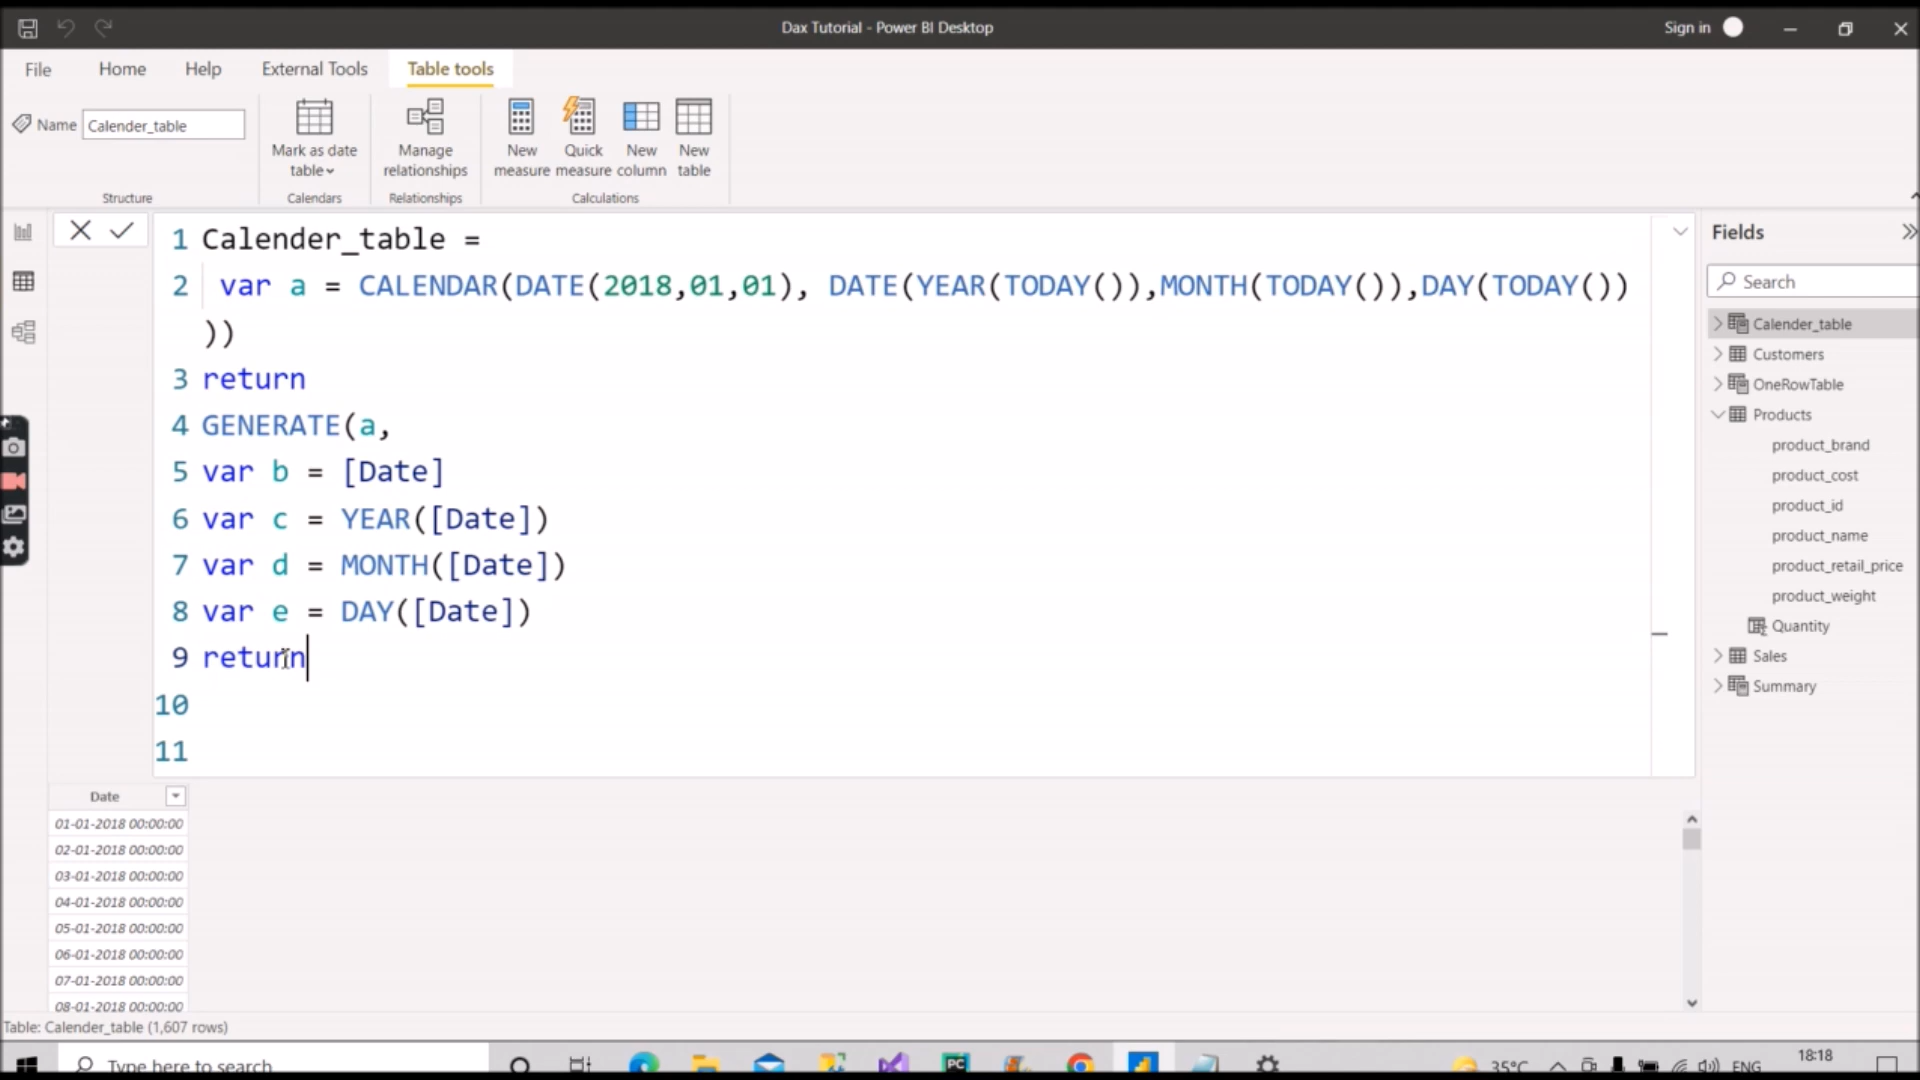 Dax Tutorial - Power BI Desktop
Sign in
File
Home
Help
External Tools
Table tools
Name
Calender_table
Mark as date
table
Manage
relationships
New
measure
Quick
measure
New
column
New
table
Structure
Calendars
Relationships
Calculations
1 Calender_table =
2 var a = CALENDAR(DATE(2018,01,01), DATE(YEAR(TODAY()),MONTH(TODAY()),DAY(TODAY())
))
3 return
4 GENERATE(a,
5 var b = [Date]
6 var c = YEAR([Date])
7 var d = MONTH([Date])
8 var e = DAY([Date])
9 return
10
11
Fields
Search
Calender_table
Customers
OneRowTable
Products
product_brand
product_cost
product_id
product_name
product_retail_price
product_weight
Quantity
Sales
Summary
Date
01-01-2018 00:00:00
02-01-2018 00:00:00
03-01-2018 00:00:00
04-01-2018 00:00:00
05-01-2018 00:00:00
06-01-2018 00:00:00
07-01-2018 00:00:00
08-01-2018 00:00:00
Table: Calender_table (1,607 rows)
Type here to search
PC
35°C
ENG
18:18